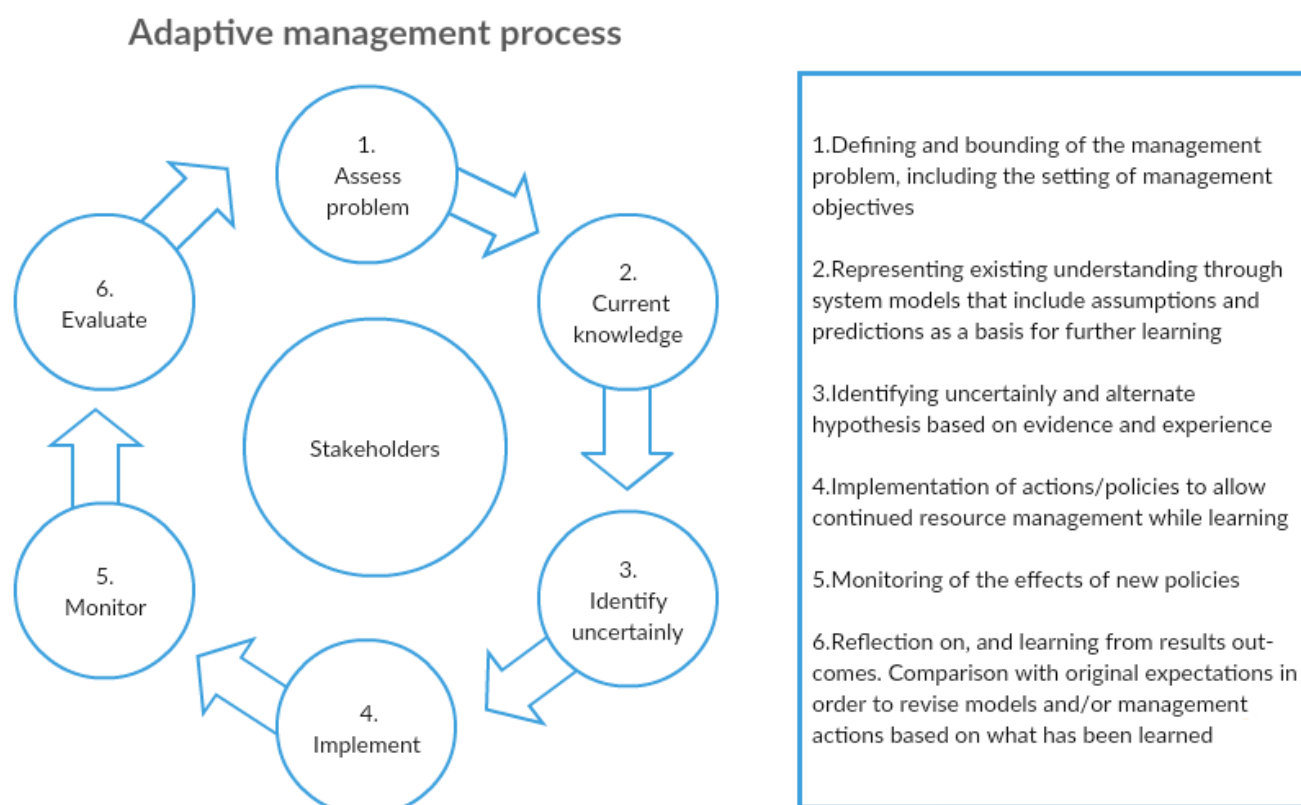 Adaptive management process
1.
Assess
problem
2.
Current
knowledge
3.
Identify
uncertainly
4.
Implement
5.
Monitor
6.
Evaluate
Stakeholders
1.Defining and bounding of the management
problem, including the setting of management
objectives
2.Representing existing understanding through
system models that include assumptions and
predictions as a basis for further learning
3.Identifying uncertainly and alternate
hypothesis based on evidence and experience
4.Implementation of actions/policies to allow
continued resource management while learning
5.Monitoring of the effects of new policies
6.Reflection on, and learning from results out-
comes. Comparison with original expectations in
order to revise models and/or management
actions based on what has been learned